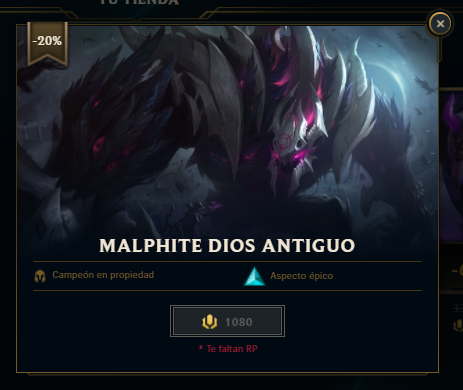 TU TIENDA
-20%
MALPHITE DIOS ANTIGUO
Campeón en propiedad
Aspecto épico
1080
* Te faltan RP